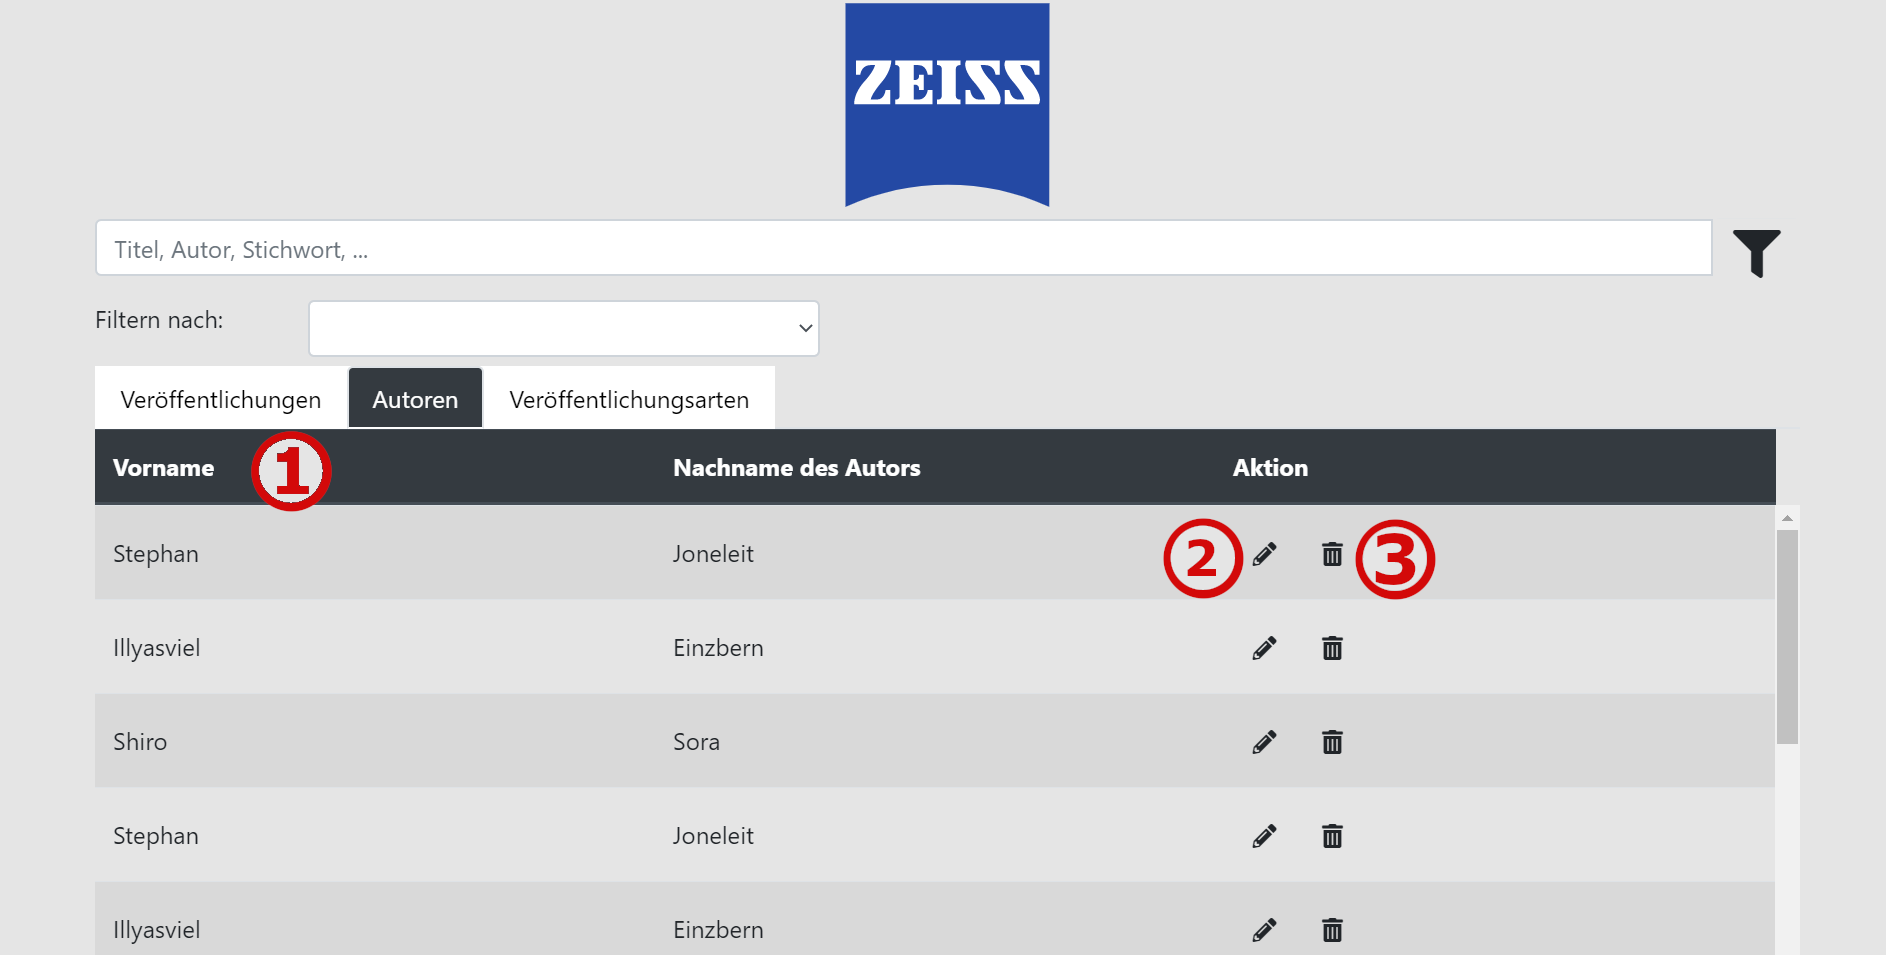 ZEISS
Titel, Autor, Stichwort, ...
Filtern nach:
Veröffentlichungen Autoren Veröffentlichungsarten
Vorname 1 Nachname des Autors Aktion
Stephan Joneleit 2 3
Illyasviel Einzbern
Shiro Sora
Stephan Joneleit
Illyasviel Einzbern